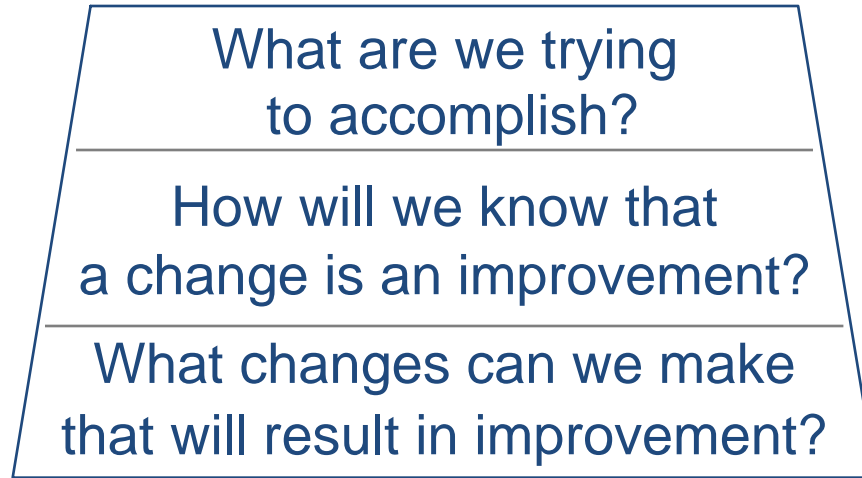 What are we trying
to accomplish?
How will we know that
a change is an improvement?
What changes can we make
that will result in improvement?